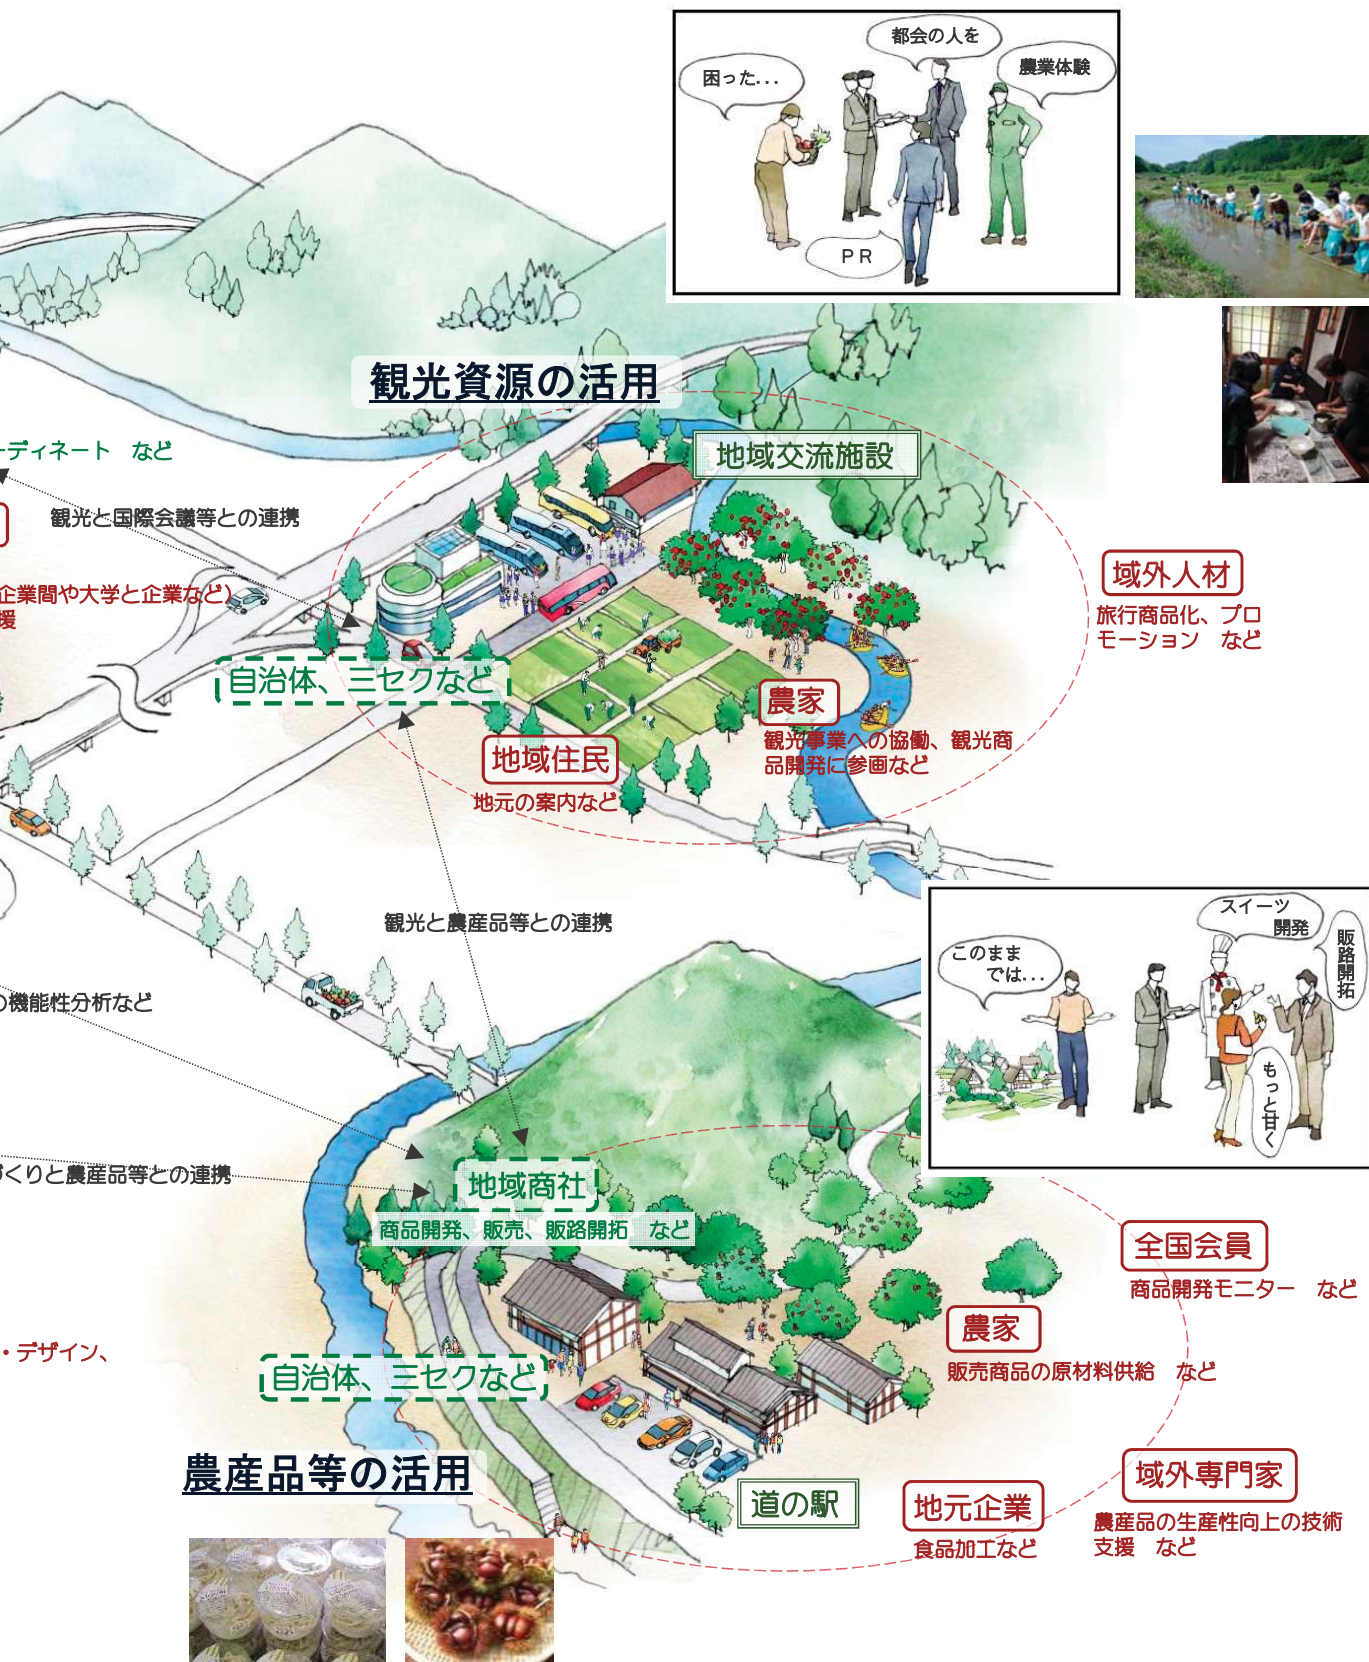 都会の人を
困った...
農業体験
PR
観光資源の活用
地域交流施設
ーディネート　など
観光と国際会議等との連携
企業間や大学と企業など）
援
域外人材
旅行商品化、プロ
モーション　など
自治体、三セクなど
農家
観光事業への協働、観光商
品開発に参画など
地域住民
地元の案内など
観光と農産品等との連携
スイーツ
開発
販路開拓
このまま
では...
もっと甘く
の機能性分析など
づくりと農産品等との連携
地域商社
商品開発、販売、販路開拓　など
全国会員
商品開発モニター　など
農家
販売商品の原材料供給　など
・デザイン、
自治体、三セクなど
農産品等の活用
道の駅
地元企業
食品加工など
域外専門家
農産品の生産性向上の技術
支援　など